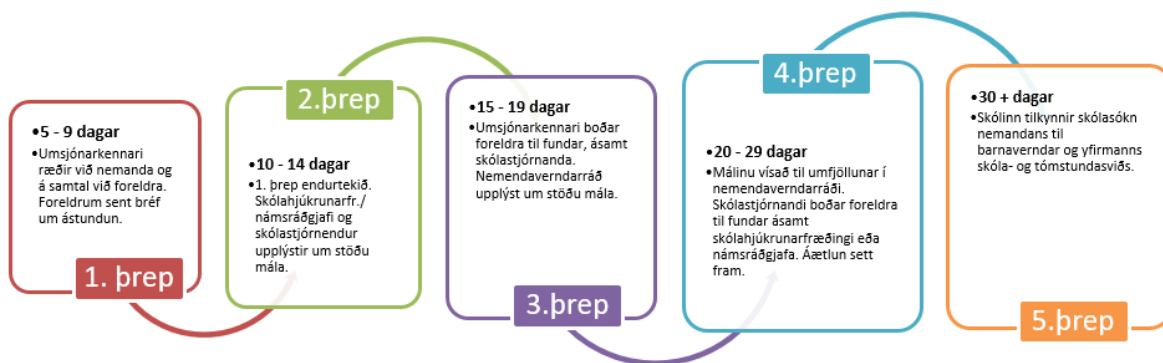 •5 - 9 dagar
•Umsjónarkennari
ræðir við nemanda og
á samtal við foreldra.
Foreldrum sent bréf
um ástundun.
1. þrep
2.þrep
•10 - 14 dagar
•1. þrep endurtekið.
Skólahjúkrunarfr./
námsráðgjafi og
skólastjórnendur
upplýstir um stöðu
mála.
•15 - 19 dagar
•Umsjónarkennari boðar
foreldra til fundar, ásamt
skólastjórnanda.
Nemendaverndarráð
upplýst um stöðu mála.
3.þrep
4.þrep
•20 - 29 dagar
•Málinu vísað til umfjöllunar í
nemendaverndarráði.
Skólastjórnandi boðar foreldra
til fundar ásamt
skólahjúkrunarfræðingi eða
námsráðgjafa. Áætlun sett
fram.
•30 + dagar
•Skólinn tilkynnir skólasókn
nemandans til
barnaverndar og yfirmanns
skóla- og tómstundasviðs.
5.þrep